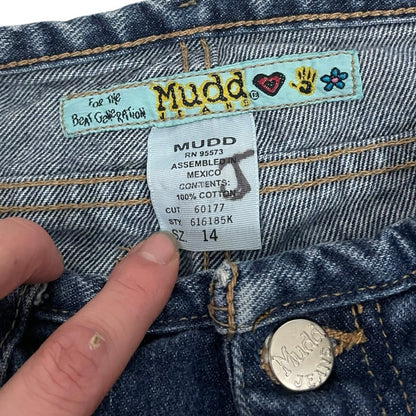 FOR THE
BEAT GENERATION
Mudd
JEANS
®
MUDD
RN 95573
ASSEMBLED IN
MEXICO
CONTENTS:
100% COTTON
CUT 60177
STY 616185K
SZ. 14
J
Mudd
JEANS